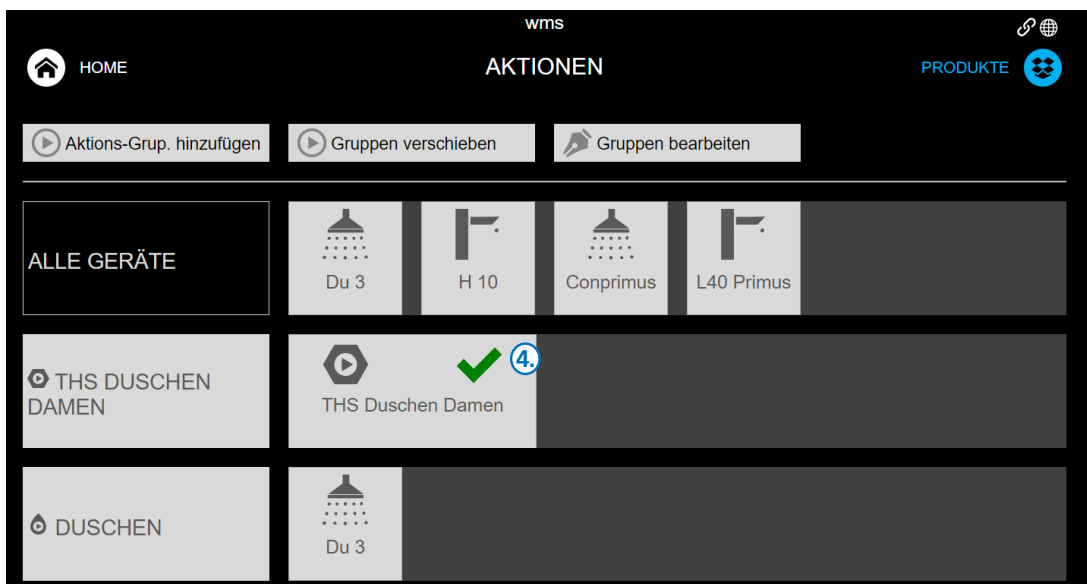 wms
HOME
AKTIONEN
PRODUKTE
Aktions-Grup. hinzufügen
Gruppen verschieben
Gruppen bearbeiten
ALLE GERÄTE
Du 3
H 10
Conprimus
L40 Primus
THS DUSCHEN
DAMEN
4.
THS Duschen Damen
DUSCHEN
Du 3